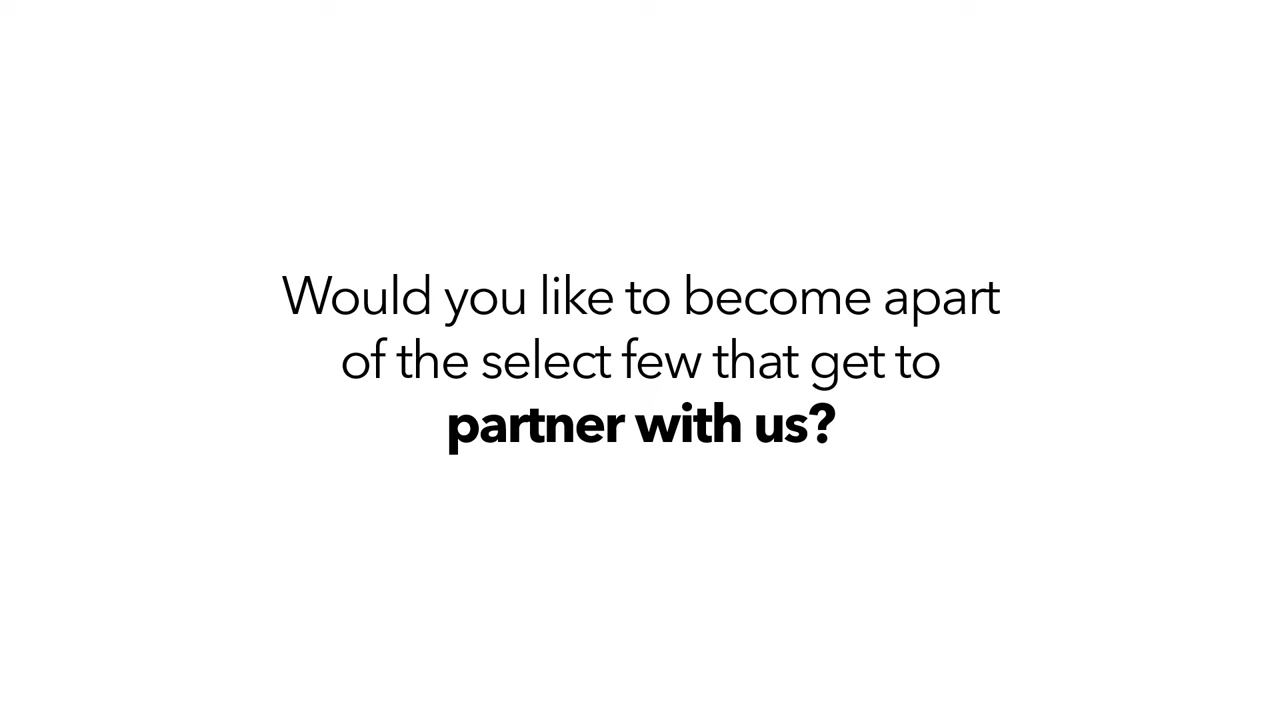 Would you like to become apart
of the select few that get to
partner with us?